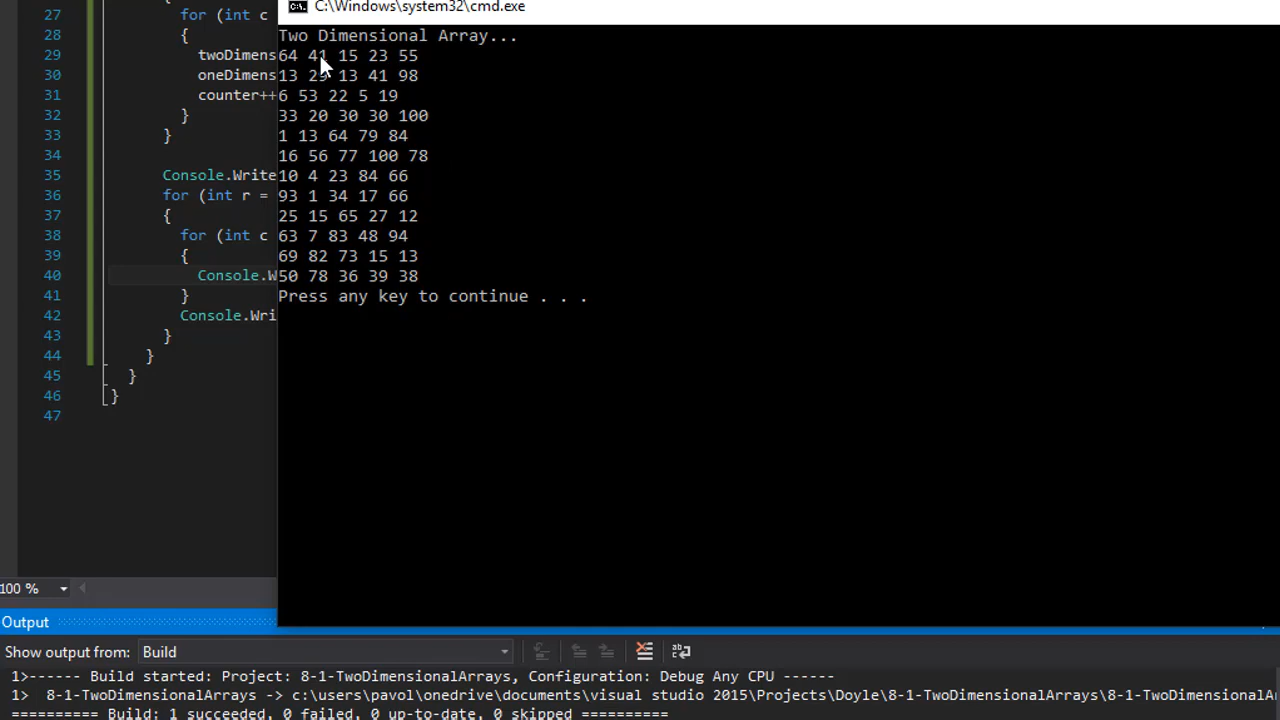 C:\Windows\system32\cmd.exe
27 for (int c
28 {
29 twoDimens
30 oneDimens
31 counter++
32 }
33 }
34
35 Console.Write
36 for (int r =
37 {
38 for (int c
39 {
40 Console.W
41 }
42 Console.Wri
43 }
44 }
45 }
46 }
47
Two Dimensional Array...
64 41 15 23 55
13 29 13 41 98
6 53 22 5 19
33 20 30 30 100
1 13 64 79 84
16 56 77 100 78
10 4 23 84 66
93 1 34 17 66
25 15 65 27 12
63 7 83 48 94
69 82 73 15 13
50 78 36 39 38
Press any key to continue . . .
100 %
Output
Show output from: Build
1>------ Build started: Project: 8-1-TwoDimensionalArrays, Configuration: Debug Any CPU ------
1>  8-1-TwoDimensionalArrays -> c:\users\pavol\onedrive\documents\visual studio 2015\Projects\Doyle\8-1-TwoDimensionalArrays\8-1-TwoDimensionalAr
========== Build: 1 succeeded, 0 failed, 0 up-to-date, 0 skipped ==========